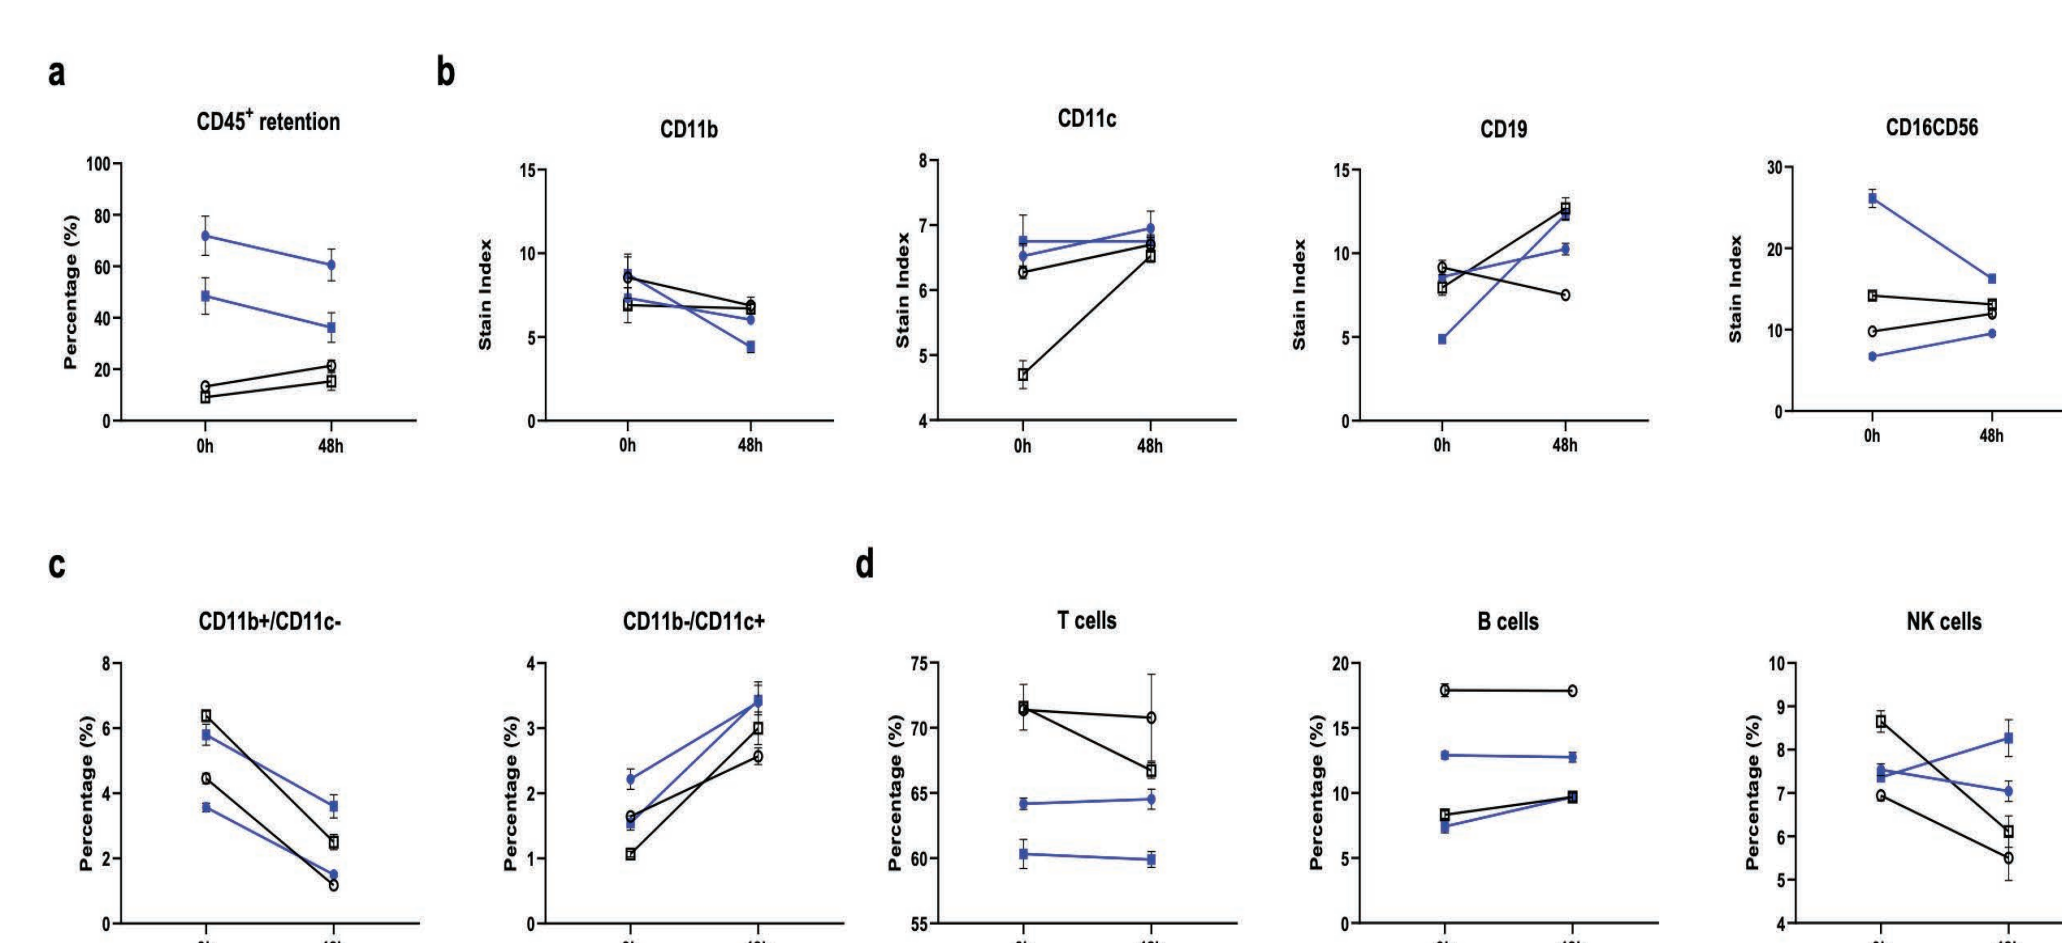 a
b
CD45+ retention
CD11b
CD11c
CD19
CD16CD56
Percentage (%)
100
80
60
40
20
0
0h
48h
Stain Index
15
10
5
0
0h
48h
Stain Index
8
7
6
5
4
0h
48h
Stain Index
15
10
5
0
0h
48h
Stain Index
30
20
10
0
0h
48h
c
d
CD11b+/CD11c-
CD11b-/CD11c+
T cells
B cells
NK cells
Percentage (%)
8
6
4
2
0
Percentage (%)
4
3
2
1
0
Percentage (%)
75
70
65
60
55
Percentage (%)
20
15
10
5
0
Percentage (%)
10
9
8
7
6
5
4